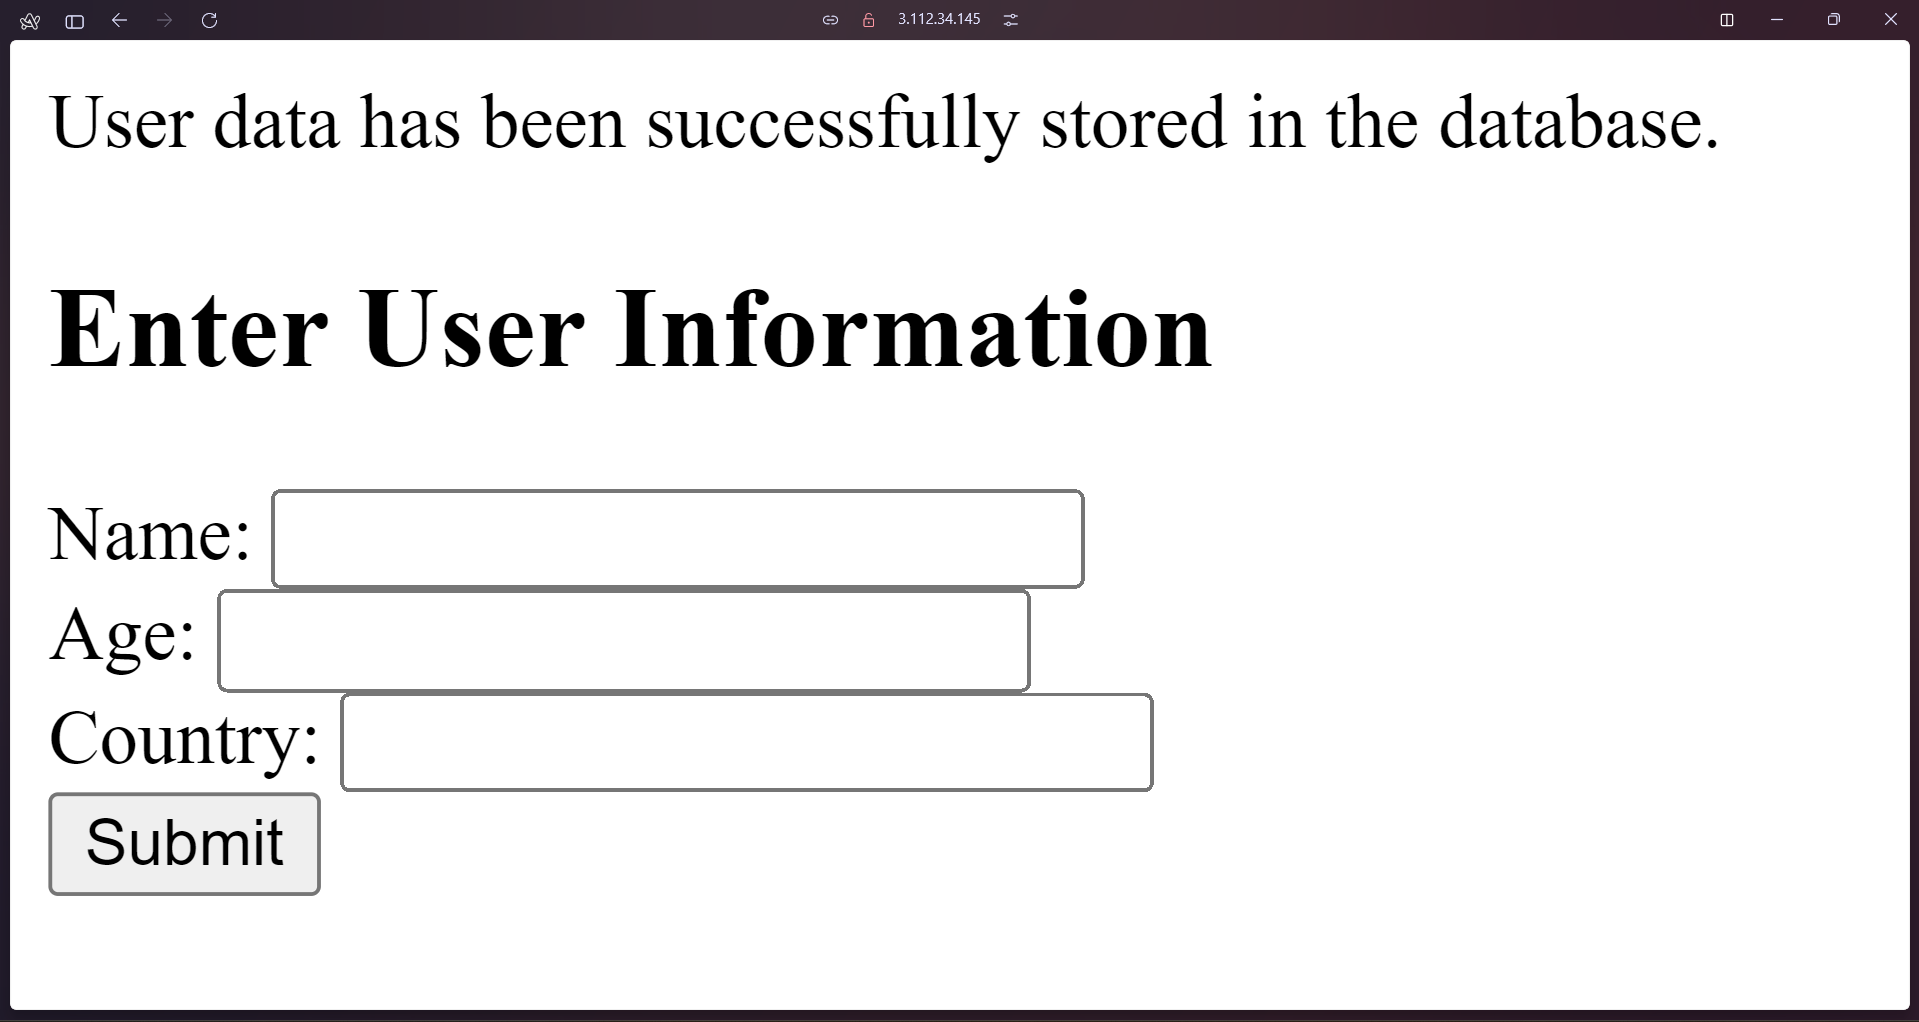 3.112.34.145
User data has been successfully stored in the database.
Enter User Information
Name:
Age:
Country:
Submit